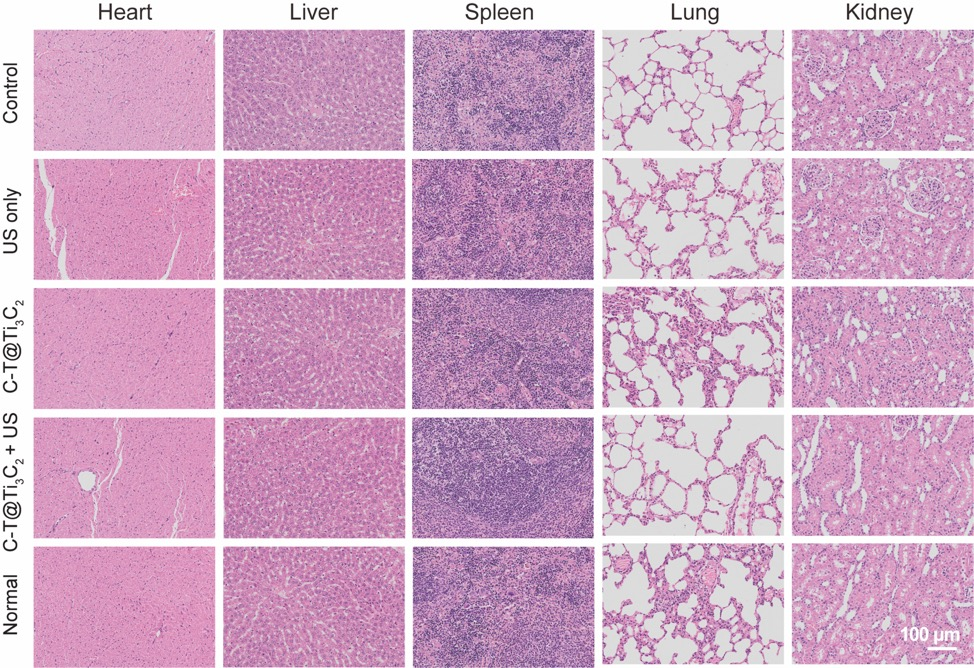 Heart Liver Spleen Lung Kidney
Control
US only
C-T@Ti₃C₂
C-T@Ti₃C₂ + US
Normal
100 μm